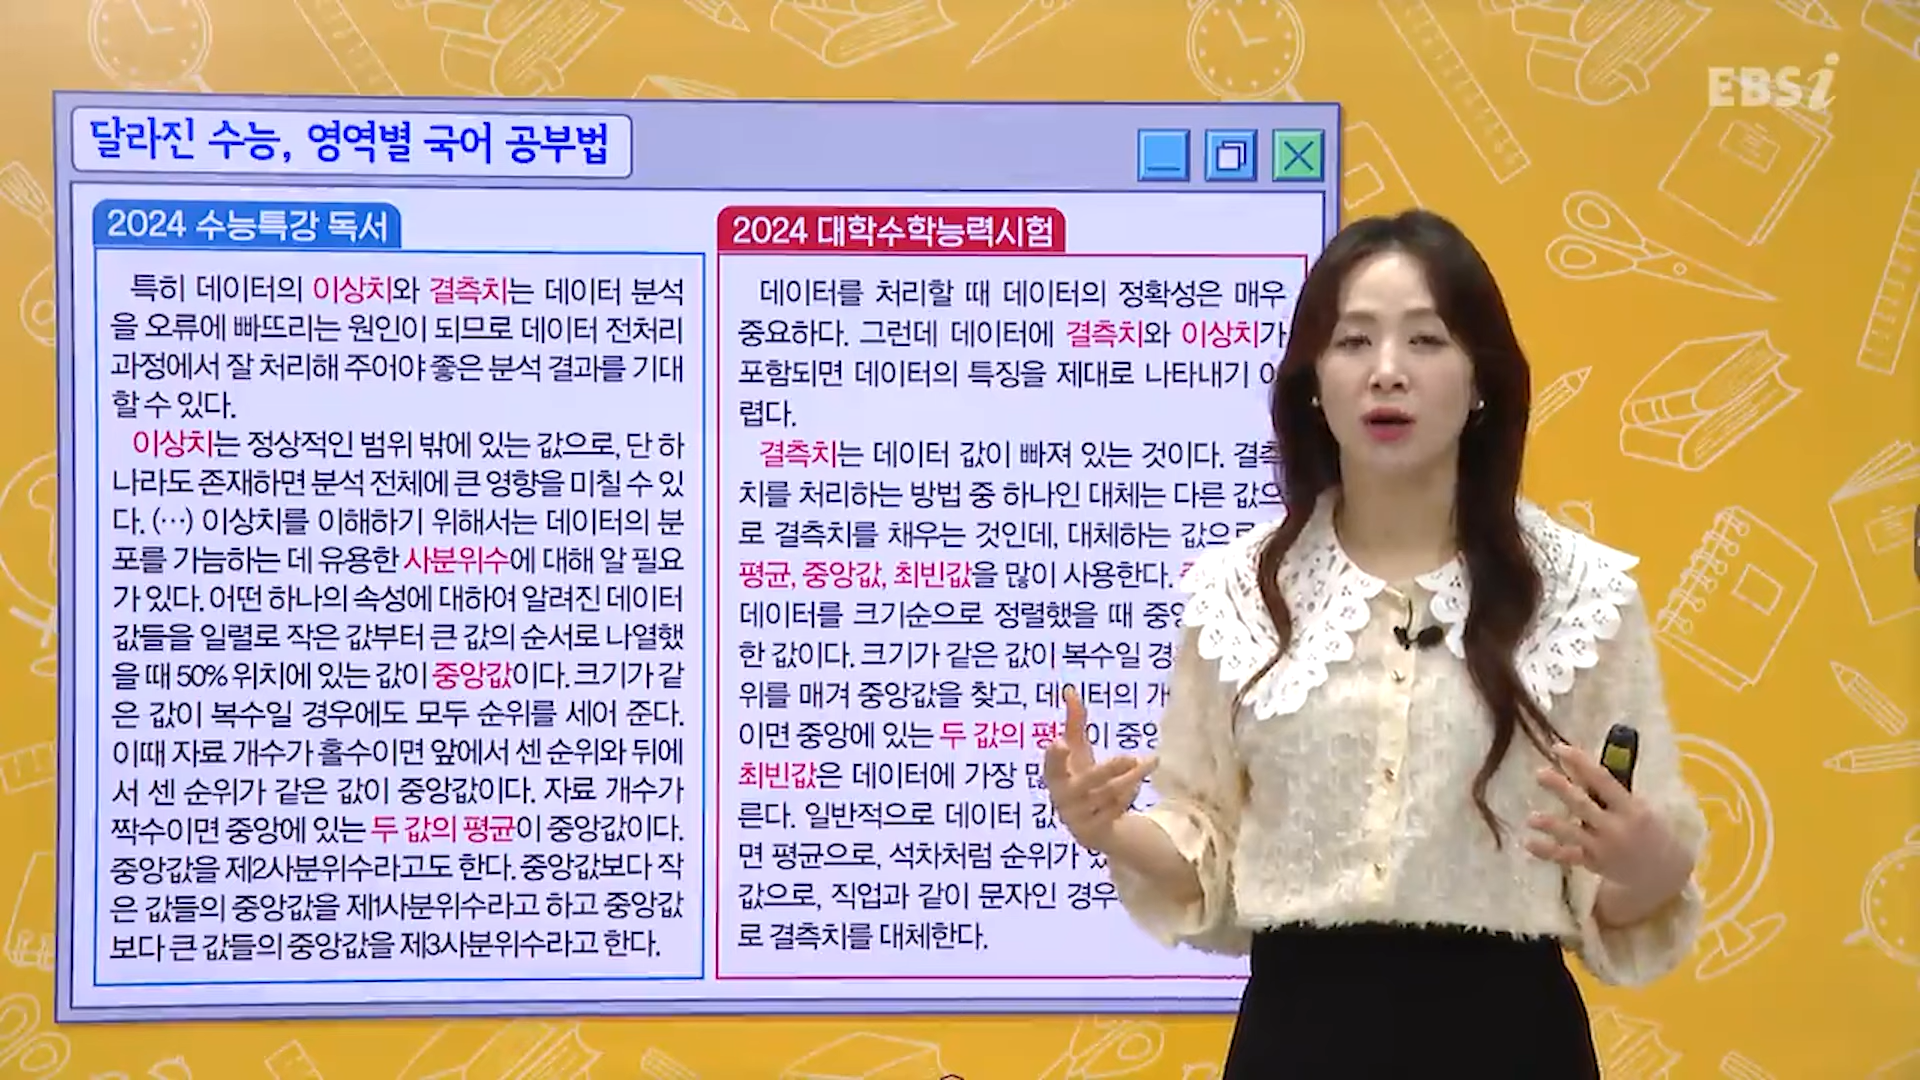 EBSi
달라진 수능, 영역별 국어 공부법
2024 수능특강 독서
특히 데이터의 이상치와 결측치는 데이터 분석
을 오류에 빠뜨리는 원인이 되므로 데이터 전처리
과정에서 잘 처리해 주어야 좋은 분석 결과를 기대
할 수 있다.
이상치는 정상적인 범위 밖에 있는 값으로, 단 하
나라도 존재하면 분석 전체에 큰 영향을 미칠 수 있
다. (…) 이상치를 이해하기 위해서는 데이터의 분
포를 가늠하는 데 유용한 사분위수에 대해 알 필요
가 있다. 어떤 하나의 속성에 대하여 알려진 데이터
값들을 일렬로 작은 값부터 큰 값의 순서로 나열했
을 때 50% 위치에 있는 값이 중앙값이다. 크기가 같
은 값이 복수일 경우에도 모두 순위를 세어 준다.
이때 자료 개수가 홀수이면 앞에서 센 순위와 뒤에
서 센 순위가 같은 값이 중앙값이다. 자료 개수가
짝수이면 중앙에 있는 두 값의 평균이 중앙값이다.
중앙값을 제2사분위수라고도 한다. 중앙값보다 작
은 값들의 중앙값을 제1사분위수라고 하고 중앙값
보다 큰 값들의 중앙값을 제3사분위수라고 한다.
2024 대학수학능력시험
데이터를 처리할 때 데이터의 정확성은 매우
중요하다. 그런데 데이터에 결측치와 이상치가
포함되면 데이터의 특징을 제대로 나타내기
렵다.
결측치는 데이터 값이 빠져 있는 것이다.
치를 처리하는 방법 중 하나인 대체는 다른 값으
로 결측치를 채우는 것인데, 대체하는 값으로
평균, 중앙값, 최빈값을 많이 사용한다.
데이터를 크기순으로 정렬했을 때
한 값이다. 크기가 같은 값이 복수일
위를 매겨 중앙값을 찾고, 데이터의
이면 중앙에 있는 두 값의
최빈값은 데이터에 가장
른다. 일반적으로 데이터
면 평균으로, 석차처럼 순위가
값으로, 직업과 같이 문자인 경우
로 결측치를 대체한다.